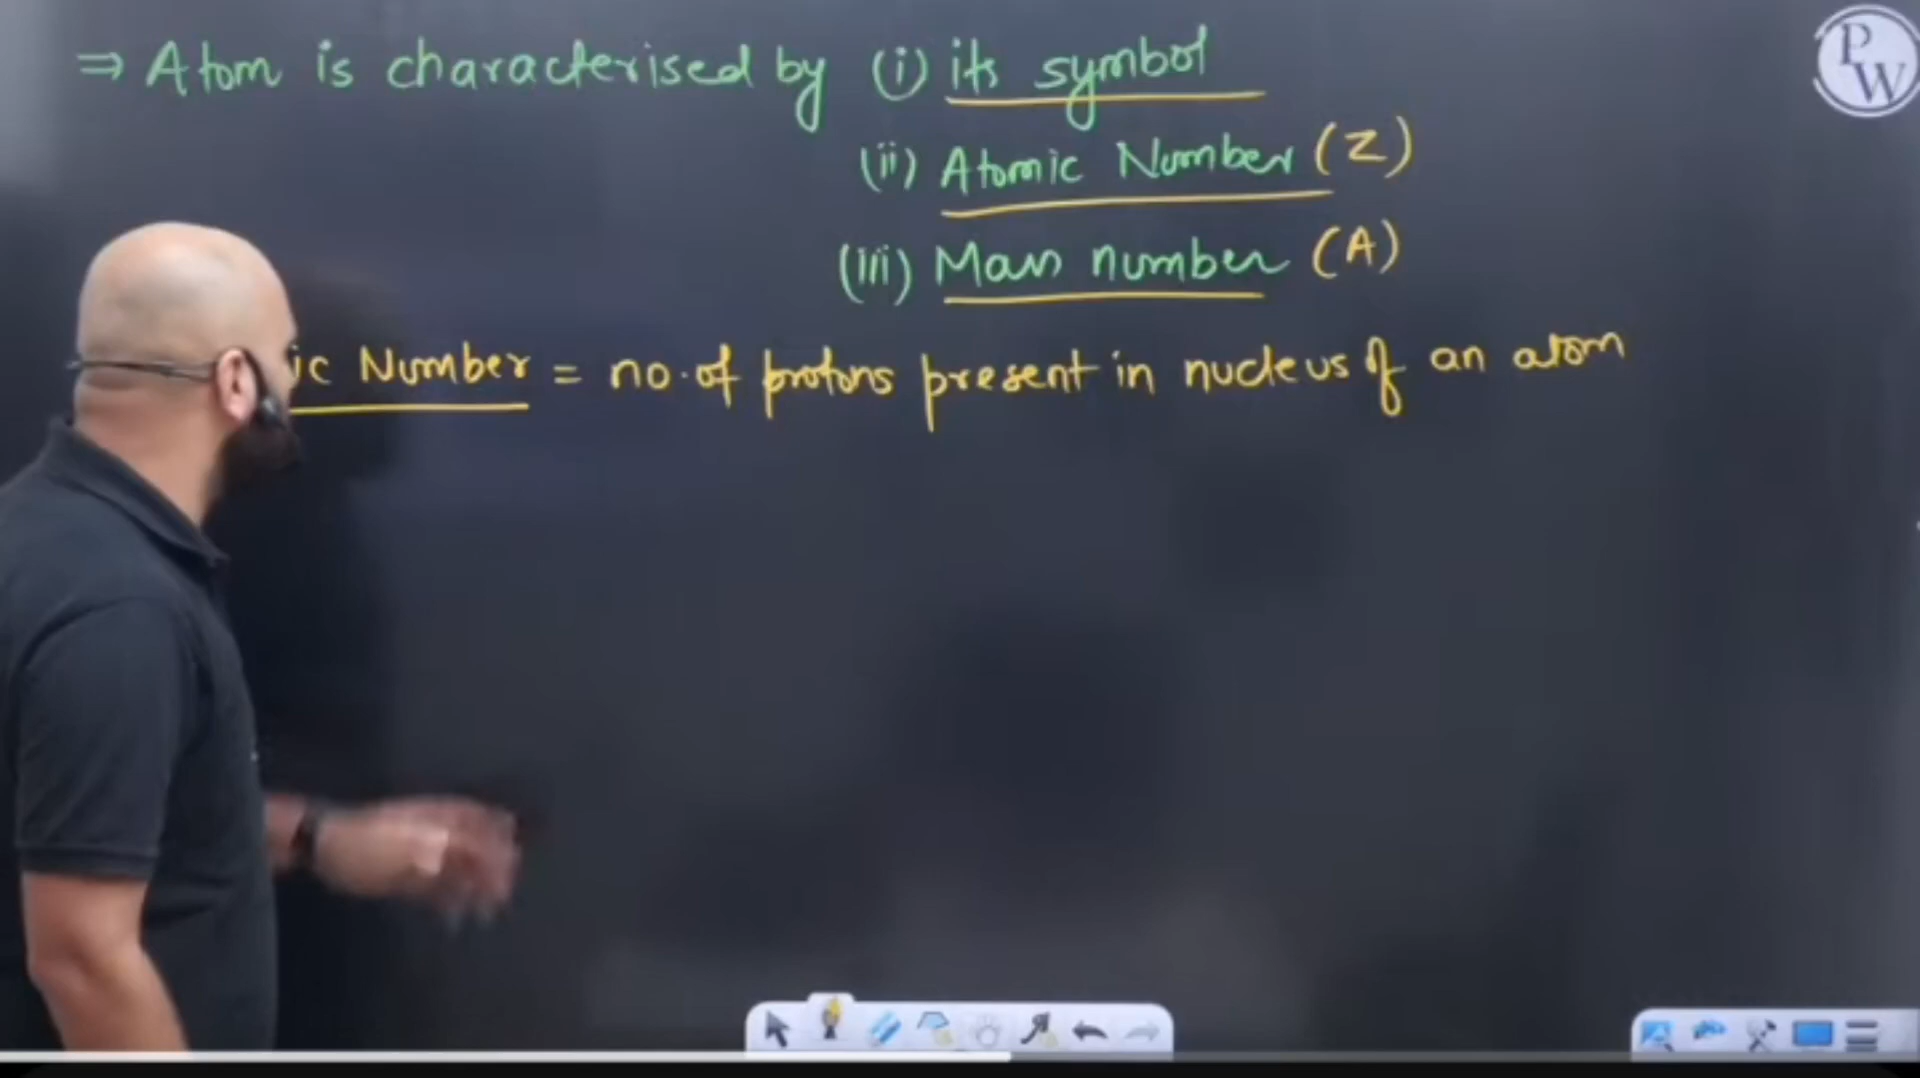 ⇒ Atom is characterised by (i) its symbol
(ii) Atomic Number (Z)
(iii) Mass number (A)
ic Number = no. of protons present in nucleus of an atom
PW